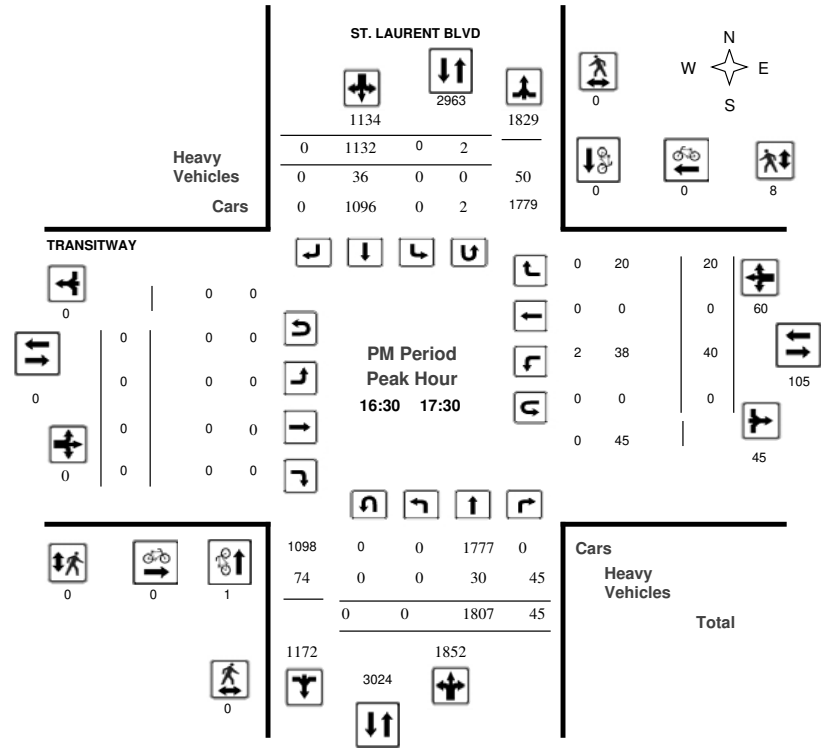 ST. LAURENT BLVD
N
W E
S
2963
0
1134 1829
0 1132 0 2
Heavy
Vehicles
0 36 0 0 50
Cars
0 1096 0 2 1779
0 0 8
TRANSITWAY
0
0 0
0 20 20
60
0 0 0
0 0 0
105
0
0 0 0
2 38 40
0 0 0
0 0 0
0
0 0 0
0 45
45
PM Period
Peak Hour
16:30 17:30
1098 0 0 1777 0
Cars
74 0 0 30 45
Heavy
Vehicles
0 0 1
0 0 1807 45
Total
1172 1852
3024
0